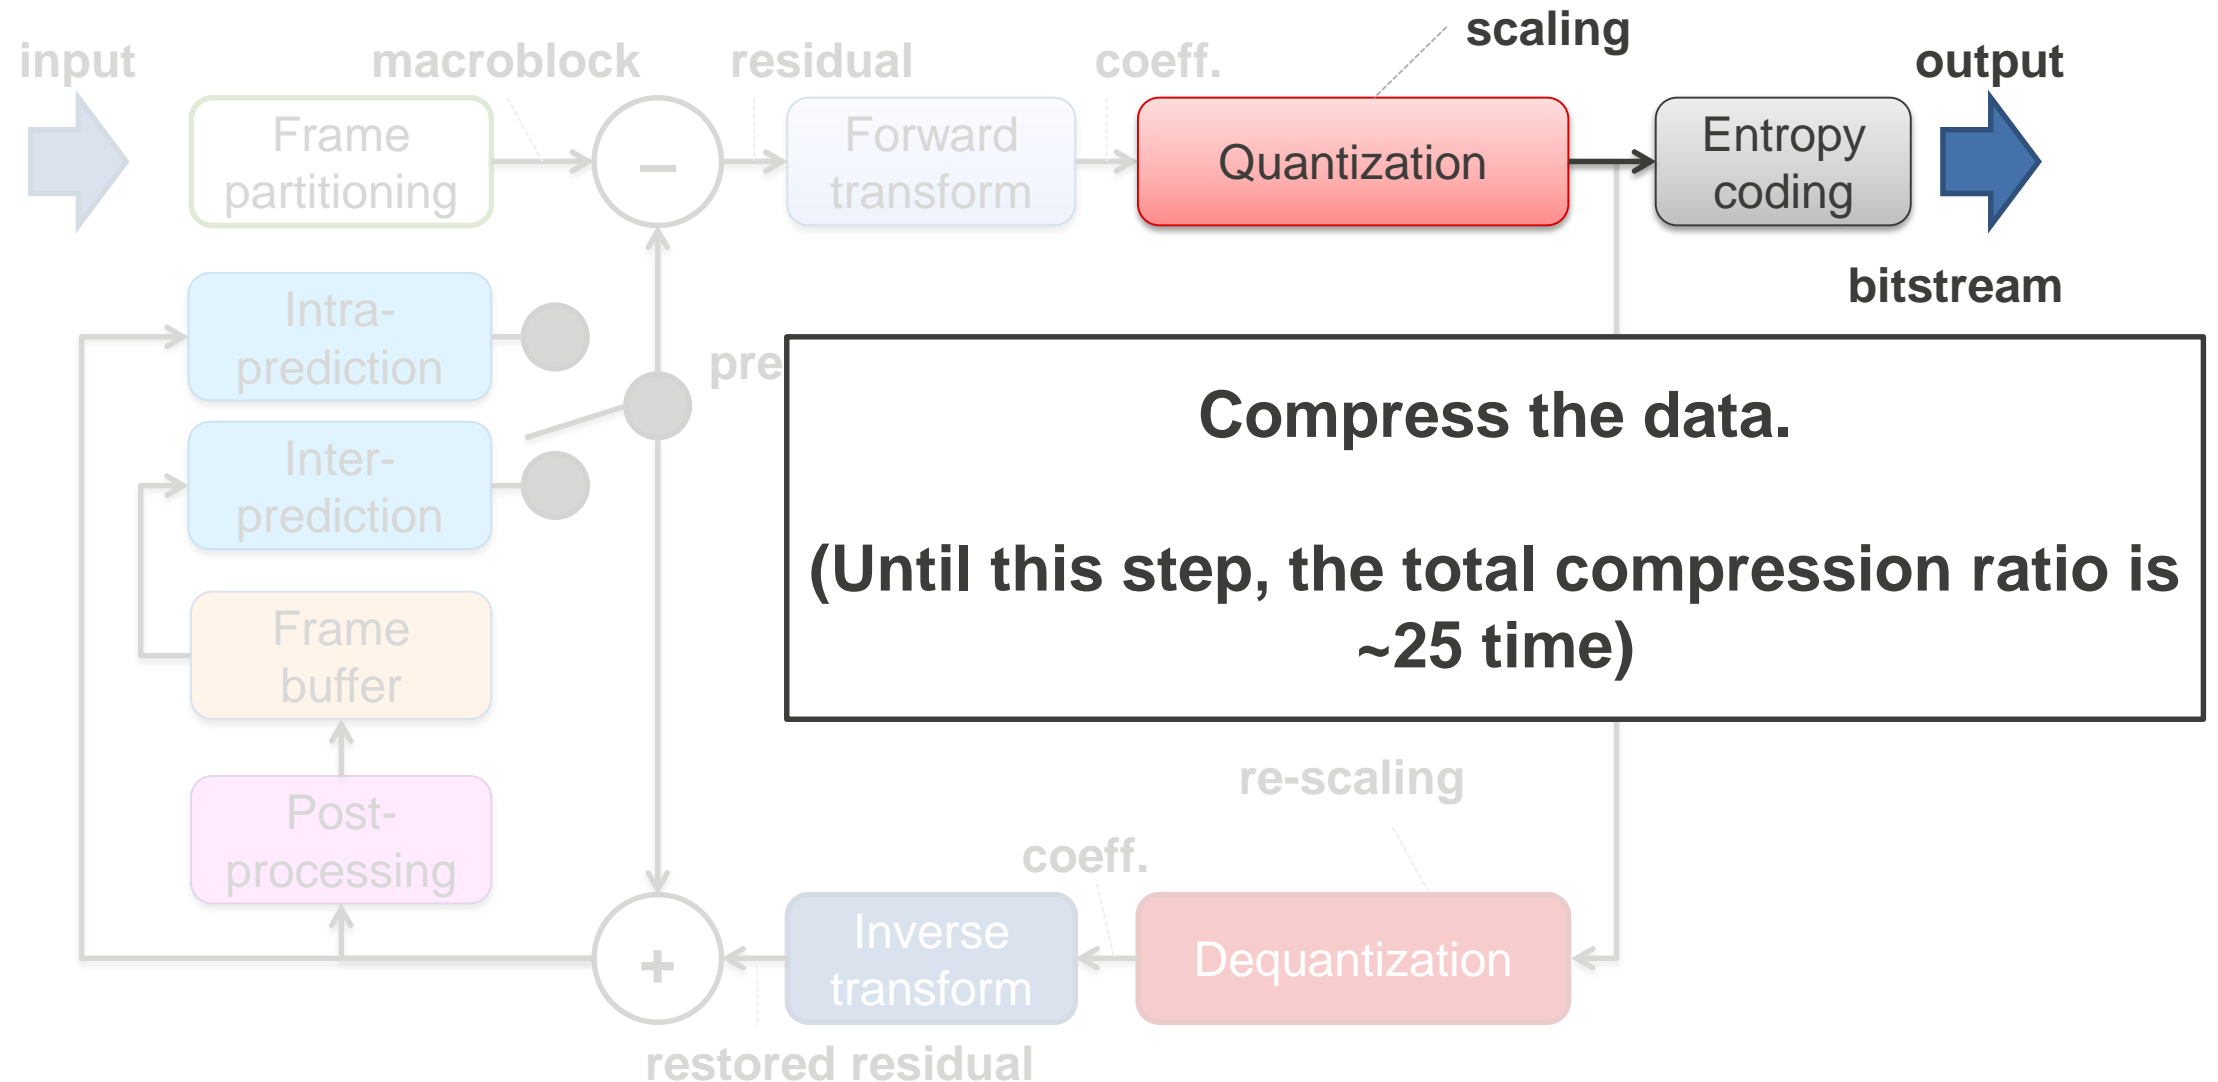 scaling
input
macroblock
residual
coeff.
output
Frame
partitioning
–
Forward
transform
Quantization
Entropy
coding
bitstream
Intra-
prediction
pre
Compress the data.
Inter-
prediction
(Until this step, the total compression ratio is
~25 time)
Frame
buffer
re-scaling
Post-
processing
coeff.
+
Inverse
transform
Dequantization
restored residual